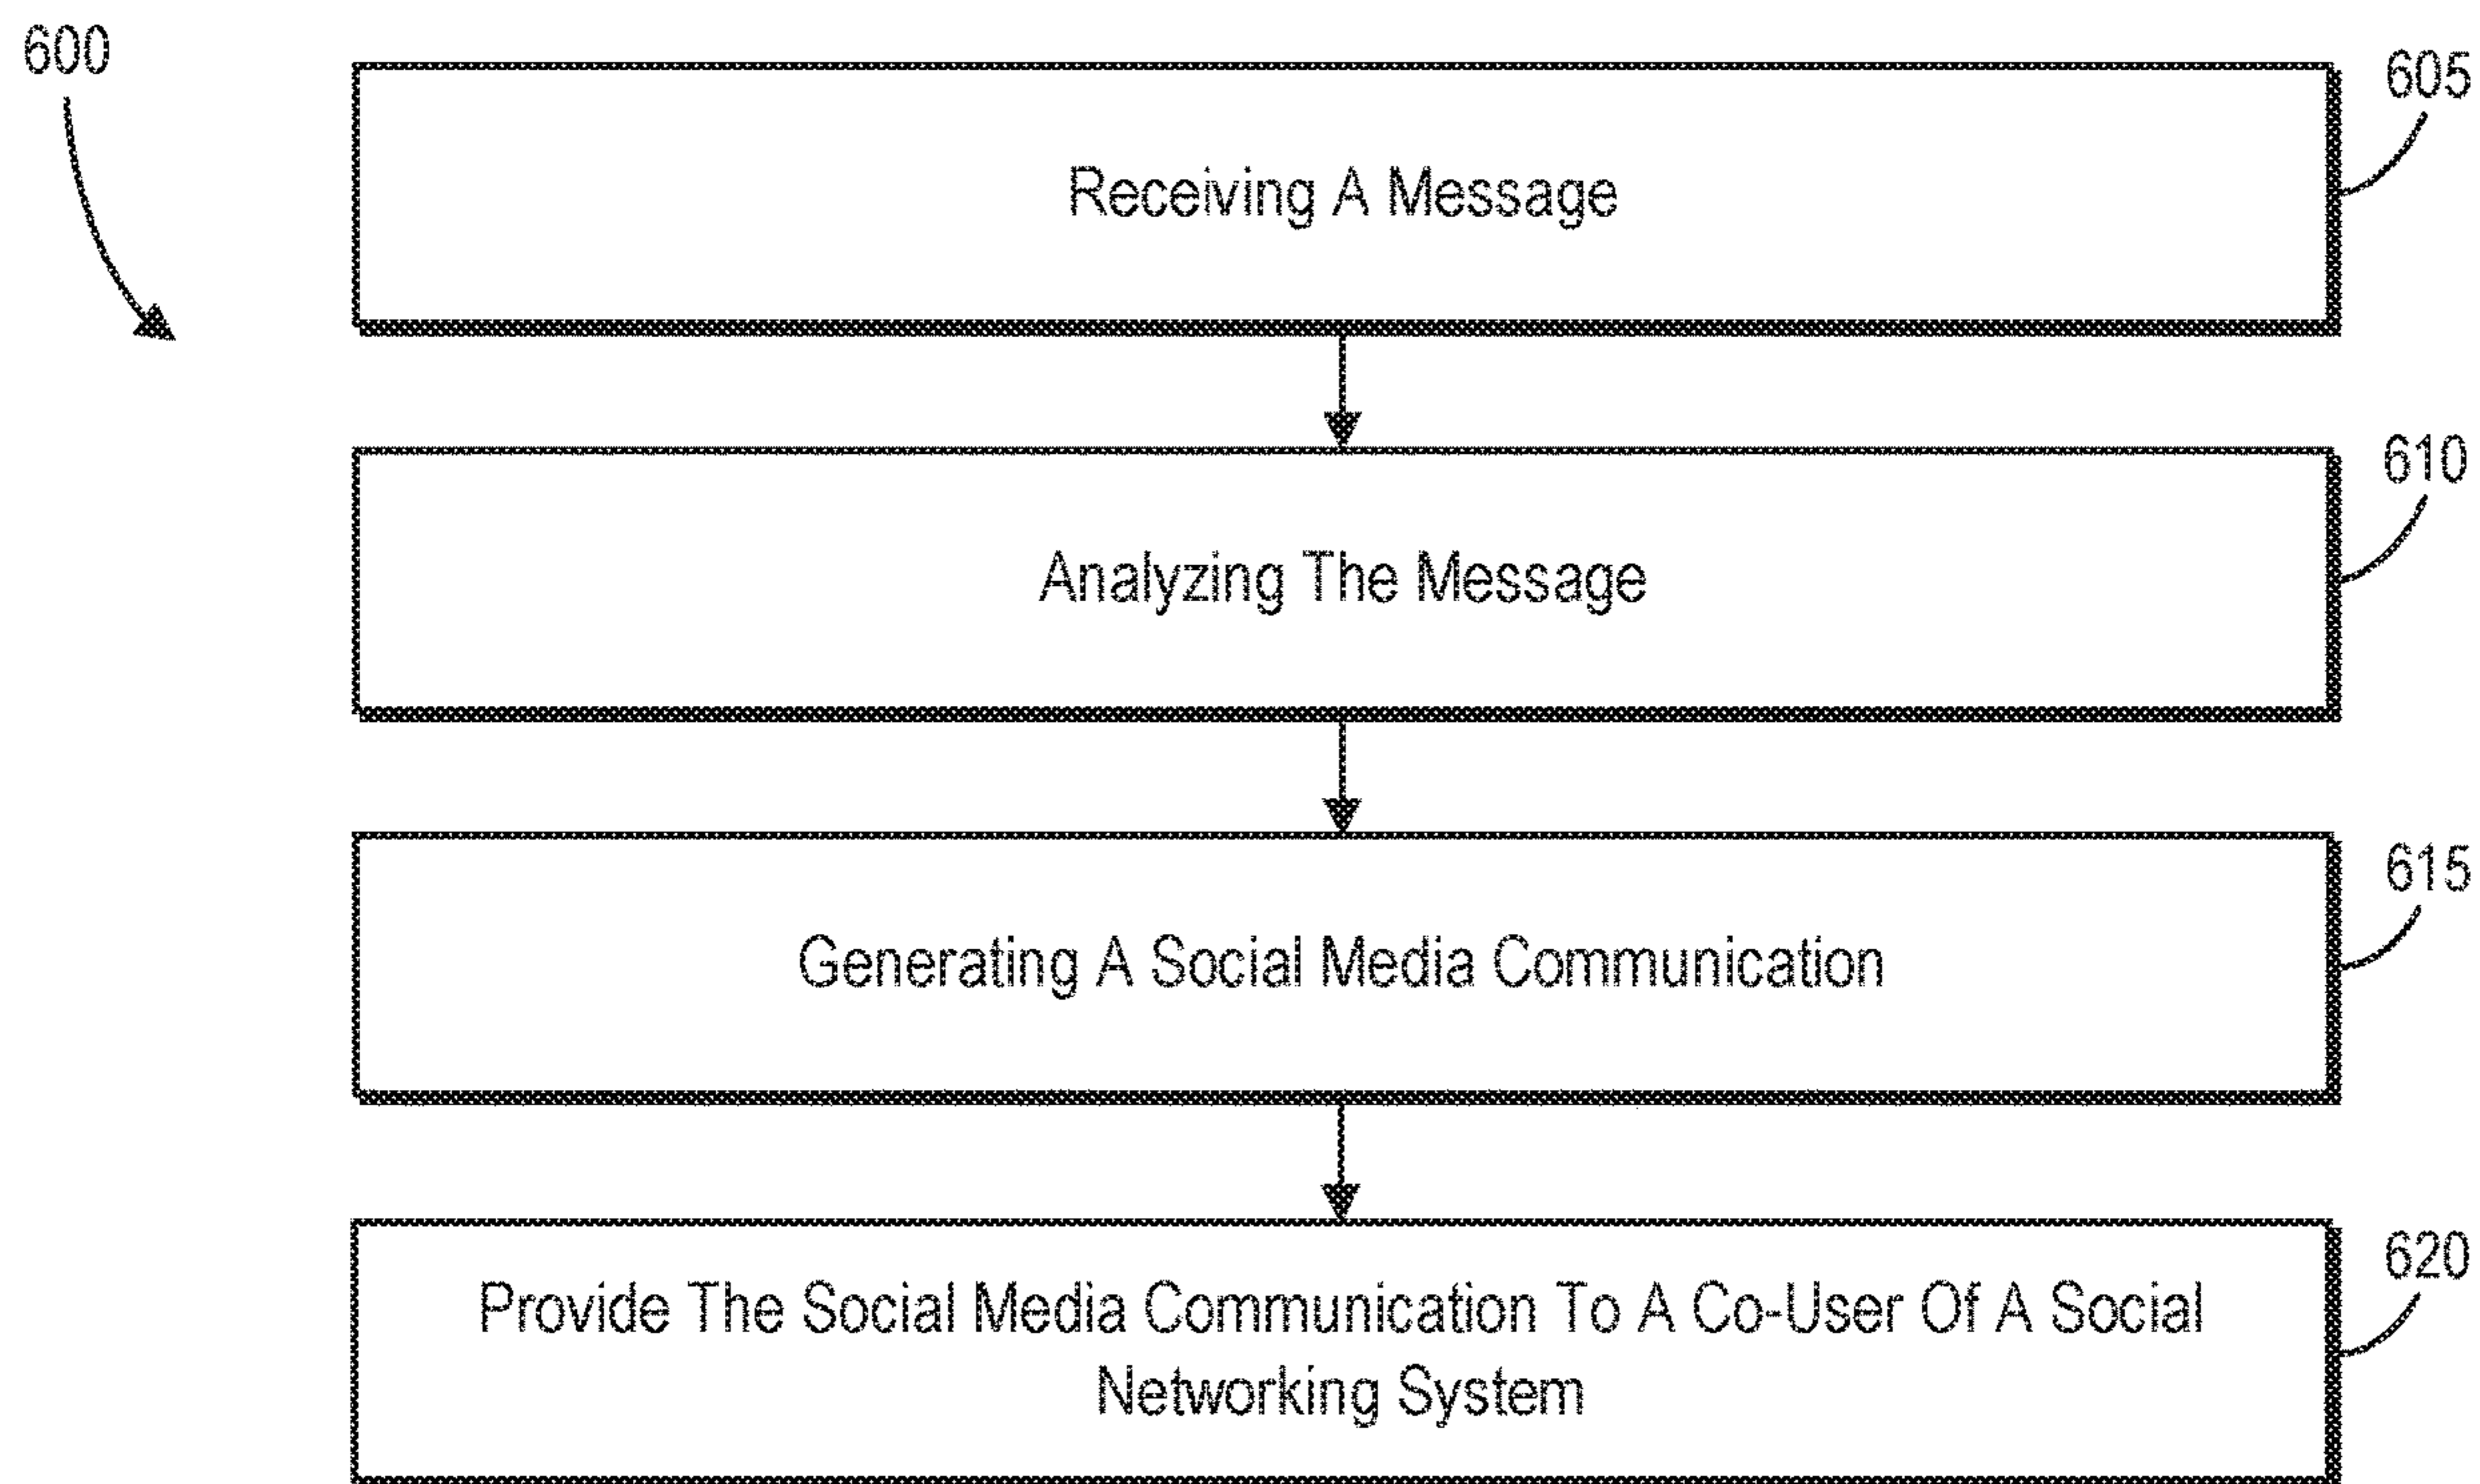 600
605
Receiving A Message
610
Analyzing The Message
615
Generating A Social Media Communication
620
Provide The Social Media Communication To A Co-User Of A Social
Networking System